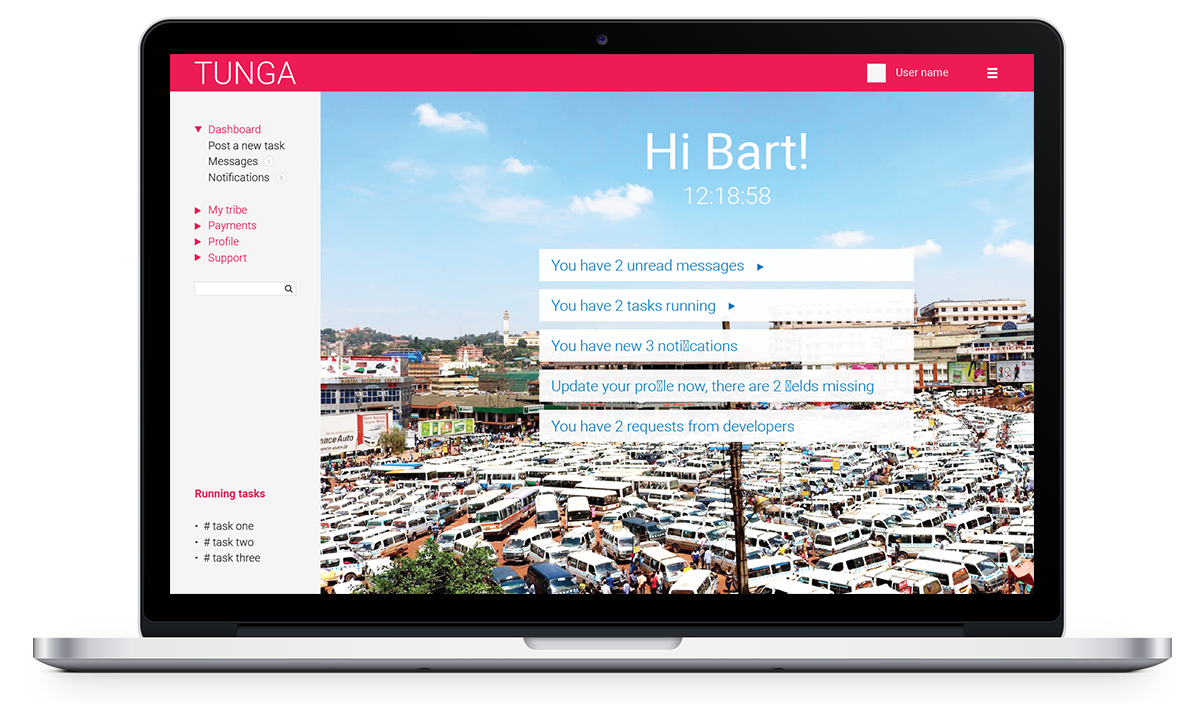 TUNGA
User name
Dashboard
Post a new task
Messages 1
Notifications 3
My tribe
Payments
Profile
Support
Running tasks
• # task one
• # task two
• # task three
Hi Bart!
12:18:58
You have 2 unread messages
You have 2 tasks running
You have new 3 noti▯cations
Update your pro▯le now, there are 2 ▯elds missing
You have 2 requests from developers
ance Auto